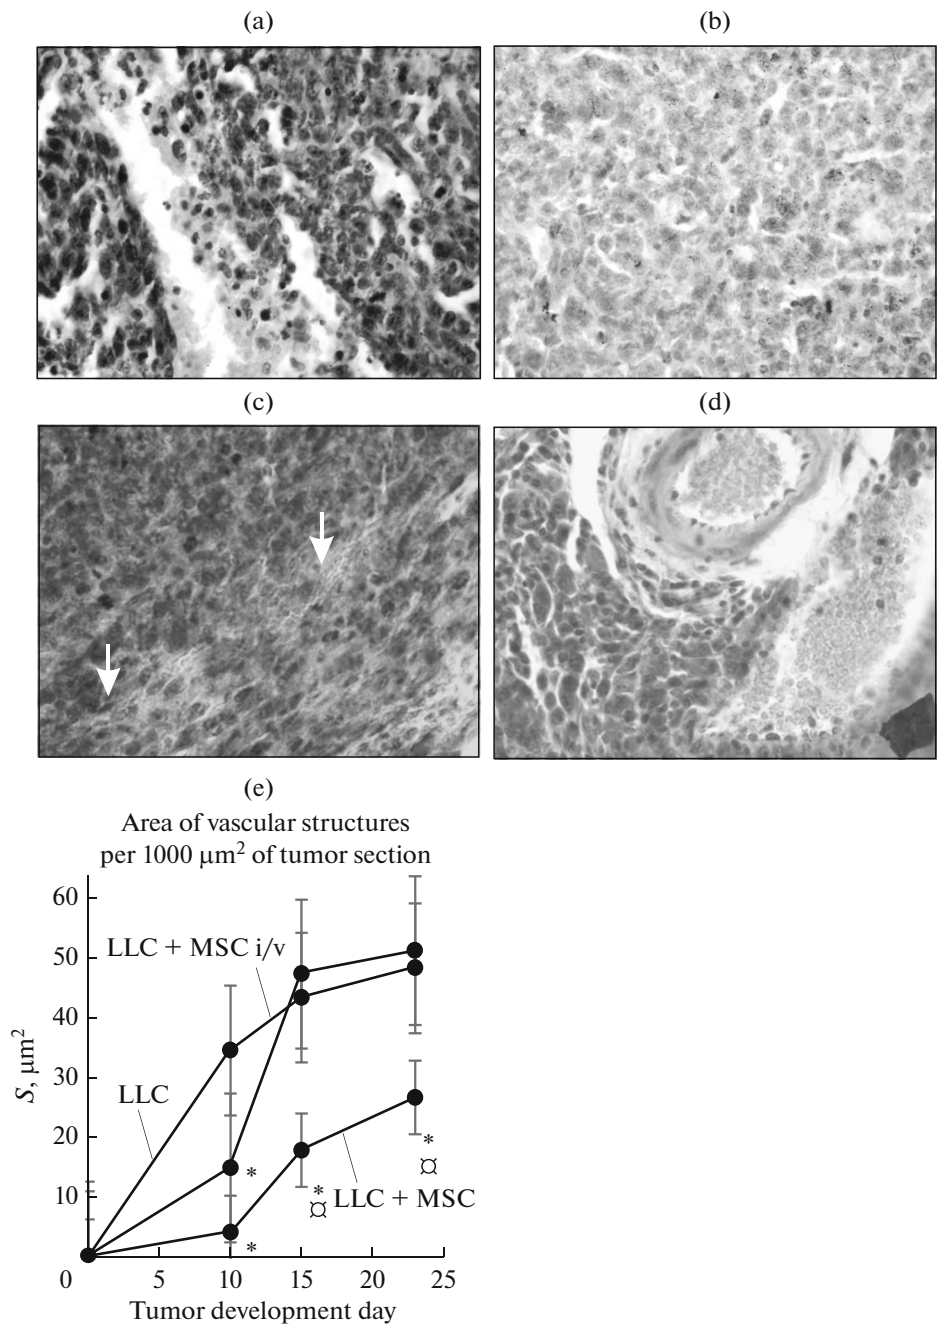 (a)
(b)
(c)
(d)
(e)
Area of vascular structures
per 1000 μm² of tumor section
S, μm²
60
50
40
30
20
10
0
5
10
15
20
25
LLC + MSC i/v
LLC
LLC + MSC
*
*
*
¤
*
¤
Tumor development day